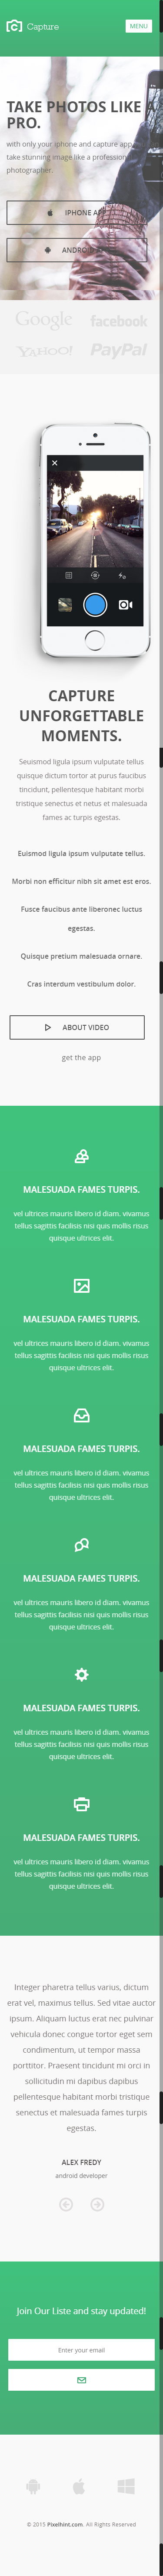 Capture
MENU
TAKE PHOTOS LIKE A
PRO.
with only your iphone and capture app,
take stunning image like a professional
photographer.
IPHONE APP
ANDROID
Google
facebook
YAHOO!
PayPal
CAPTURE
UNFORGETTABLE
MOMENTS.
Seuismod ligula ipsum vulputate tellus
quisque dictum tortor at purus faucibus
tincidunt, pellentesque habitant morbi
tristique senectus et netus et malesuada
fames ac turpis egestas.
Euismod ligula ipsum vulputate tellus.
Morbi non efficitur nibh sit amet est eros.
Fusce faucibus ante liberonec luctus
egestas.
Quisque pretium malesuada ornare.
Cras interdum vestibulum dolor.
ABOUT VIDEO
get the app
MALESUADA FAMES TURPIS.
vel ultrices mauris libero id diam. vivamus
tellus sagittis facilisis nisi quis mollis risus
quisque ultrices elit.
MALESUADA FAMES TURPIS.
vel ultrices mauris libero id diam. vivamus
tellus sagittis facilisis nisi quis mollis risus
quisque ultrices elit.
MALESUADA FAMES TURPIS.
vel ultrices mauris libero id diam. vivamus
tellus sagittis facilisis nisi quis mollis risus
quisque ultrices elit.
MALESUADA FAMES TURPIS.
vel ultrices mauris libero id diam. vivamus
tellus sagittis facilisis nisi quis mollis risus
quisque ultrices elit.
MALESUADA FAMES TURPIS.
vel ultrices mauris libero id diam. vivamus
tellus sagittis facilisis nisi quis mollis risus
quisque ultrices elit.
MALESUADA FAMES TURPIS.
vel ultrices mauris libero id diam. vivamus
tellus sagittis facilisis nisi quis mollis risus
quisque ultrices elit.
Integer pharetra tellus varius, dictum
erat vel, maximus tellus. Sed vitae auctor
ipsum. Aliquam luctus erat nec pulvinar
vehicula donec congue tortor eget sem
condimentum, ut tempor massa
porttitor. Praesent tincidunt mi orci in
sollicitudin mi dapibus dapibus
pellentesque habitant morbi tristique
senectus et malesuada fames turpis
egestas.
ALEX FREDY
android developer
Join Our Liste and stay updated!
Enter your email
© 2015 Pixelhint.com. All Rights Reserved